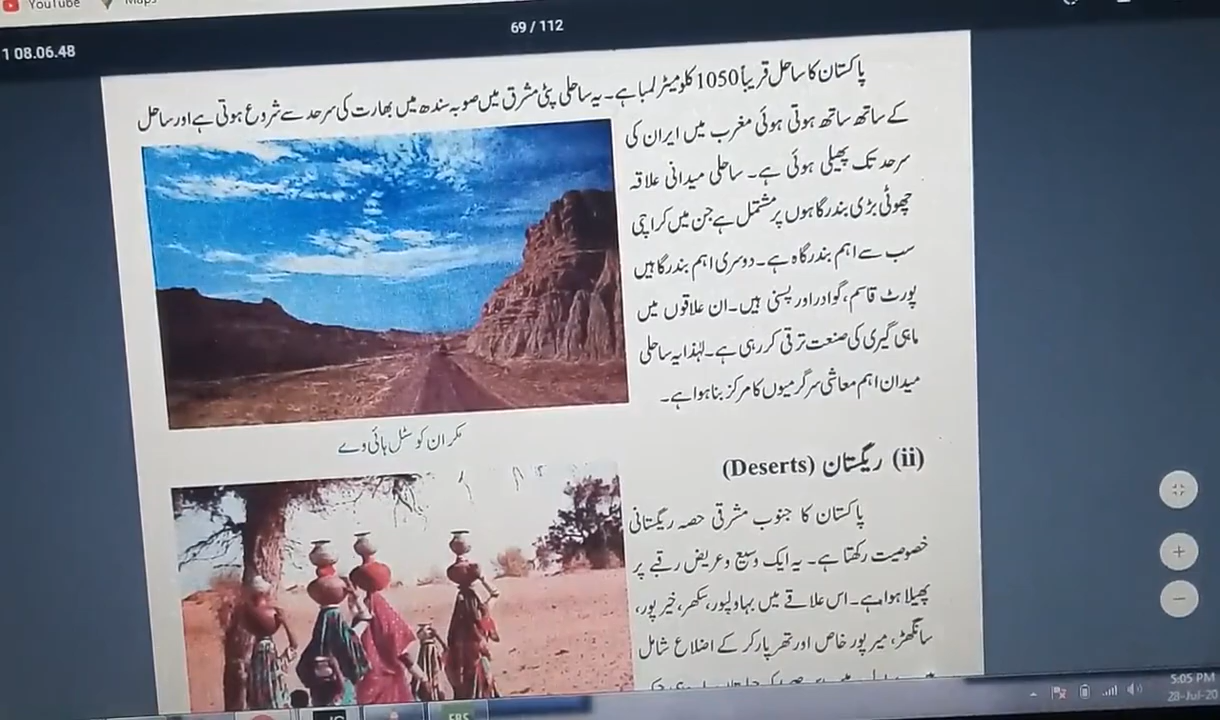 YouTube
Maps
1 08.06.48
69 / 112
پاکستان کا ساحل قریباً 1050 کلومیٹر لمبا ہے۔ یہ ساحلی پٹی مشرق میں صوبہ سندھ میں بھارت کی سرحد سے شروع ہوتی ہے اور ساحل
کے ساتھ ساتھ ہوتی ہوئی مغرب میں ایران کی
سرحد تک پھیلی ہوئی ہے۔ ساحلی میدانی علاقہ
چھوٹی بڑی بندرگاہوں پر مشتمل ہے جن میں کراچی
سب سے اہم بندرگاہ ہے۔ دوسری اہم بندرگاہیں
پورٹ قاسم، گوادر اور پسنی ہیں۔ ان علاقوں میں
ماہی گیری کی صنعت ترقی کر رہی ہے۔ لہٰذا یہ ساحلی
میدان اہم معاشی سرگرمیوں کا مرکز بنا ہوا ہے۔
مکران کوسٹل ہائی وے
(ii) ریگستان (Deserts)
پاکستان کا جنوب مشرقی حصہ ریگستانی
خصوصیت رکھتا ہے۔ یہ ایک وسیع و عریض رقبے پر
پھیلا ہوا ہے۔ اس علاقے میں بہاولپور، سکھر، خیرپور،
سانگھڑ، میرپور خاص اور تھرپارکر کے اضلاع شامل
5:05 PM
28-Jul-20